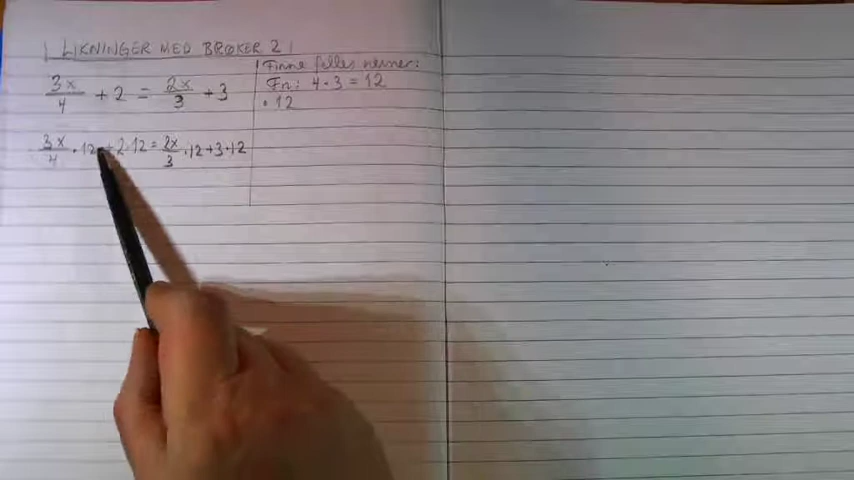 LIKNINGER MED BRØKER 2
3x/4 + 2 = 2x/3 + 3
3x/4 · 12 + 2·12 = 2x/3 · 12 + 3·12
Finne felles nevner:
Fn: 4·3 = 12
·12